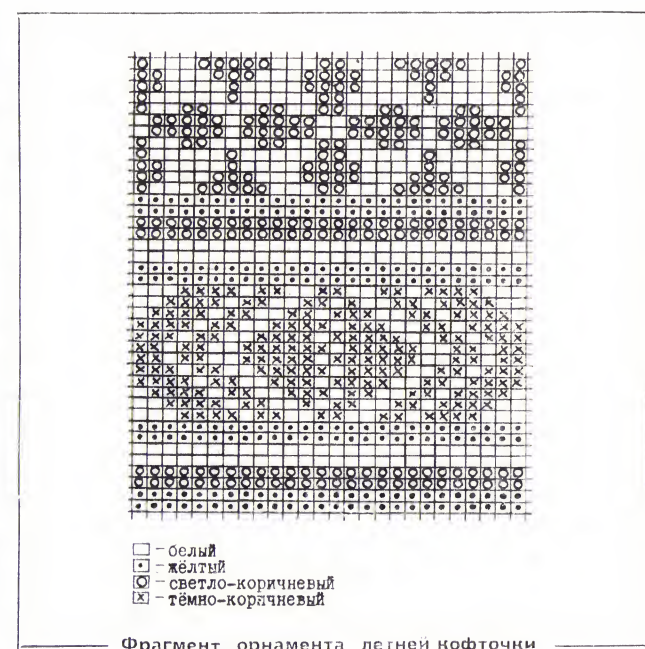 - белый
- жёлтый
- светло-коричневый
- тёмно-коричневый
Фрагмент орнамента летней кофточки